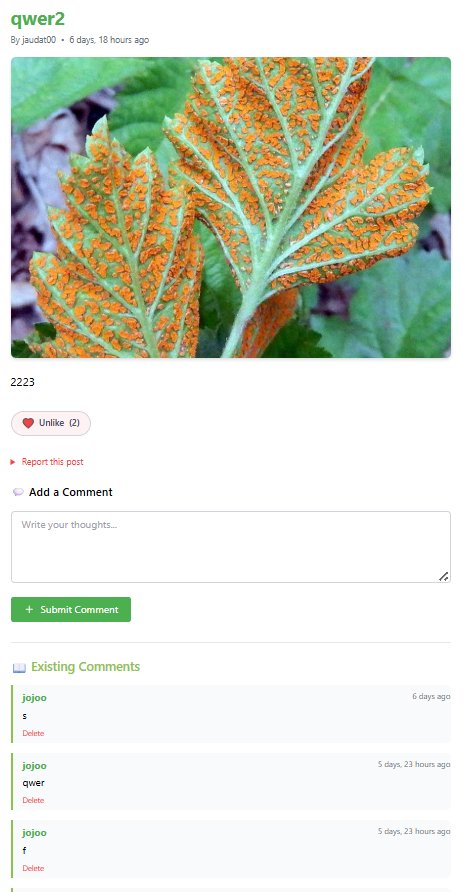 qwer2
By jaudat00 • 6 days, 18 hours ago
2223
Unlike (2)
Report this post
Add a Comment
Write your thoughts...
+ Submit Comment
Existing Comments
jojoo 6 days ago
s
Delete
jojoo 5 days, 23 hours ago
qwer
Delete
jojoo 5 days, 23 hours ago
f
Delete